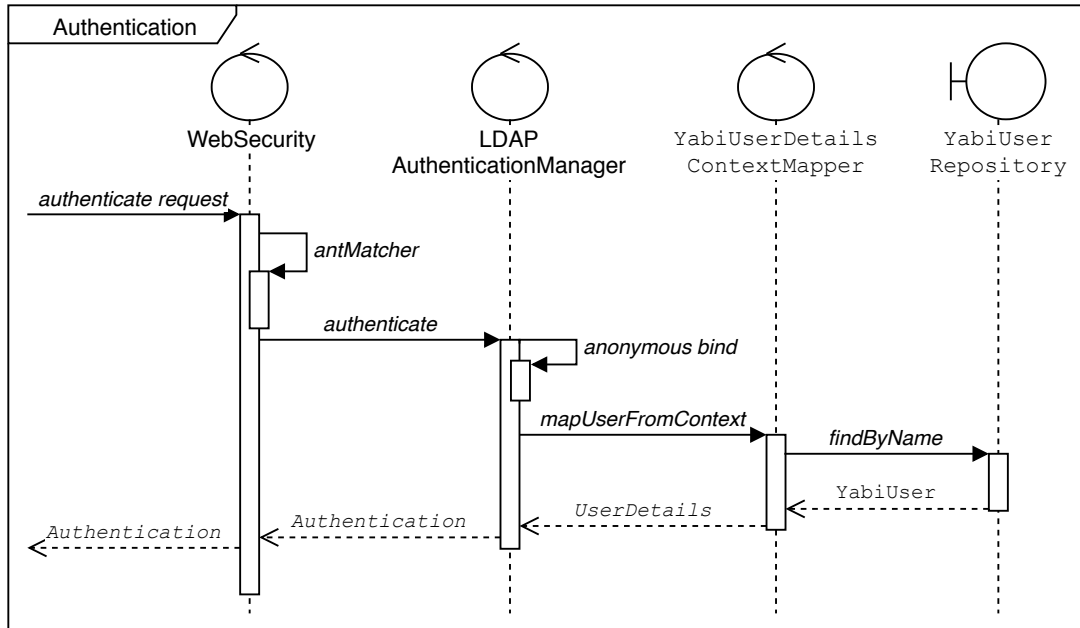 Authentication
WebSecurity
LDAP
AuthenticationManager
YabiUserDetails
ContextMapper
YabiUser
Repository
authenticate request
antMatcher
authenticate
anonymous bind
mapUserFromContext
findByName
YabiUser
UserDetails
Authentication
Authentication